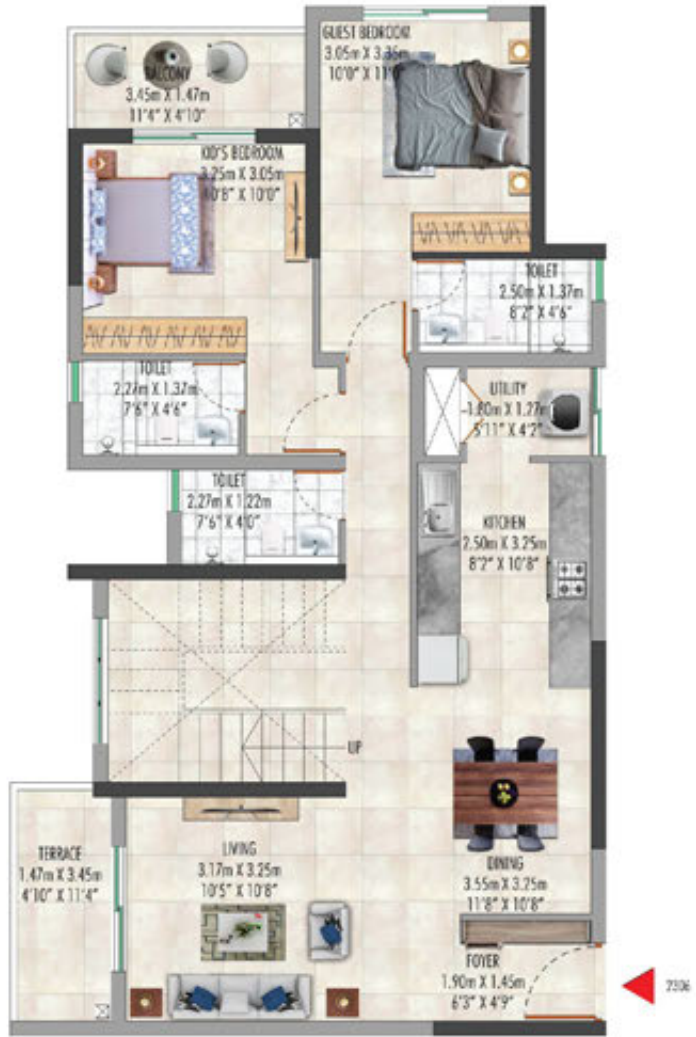 GUEST BEDROOM
3.05m X 3.35m
10'0" X 11'0"
BALCONY
3.45m X 1.47m
11'4" X 4'10"
KID'S BEDROOM
3.25m X 3.05m
10'8" X 10'0"
TOILET
2.50m X 1.37m
8'2" X 4'6"
TOILET
2.27m X 1.37m
7'6" X 4'6"
UTILITY
1.80m X 1.27m
5'11" X 4'2"
TOILET
2.27m X 1.22m
7'6" X 4'0"
KITCHEN
2.50m X 3.25m
8'2" X 10'8"
UP
TERRACE
1.47m X 3.45m
4'10" X 11'4"
LIVING
3.17m X 3.25m
10'5" X 10'8"
DINING
3.55m X 3.25m
11'8" X 10'8"
FOYER
1.90m X 1.45m
6'3" X 4'9"